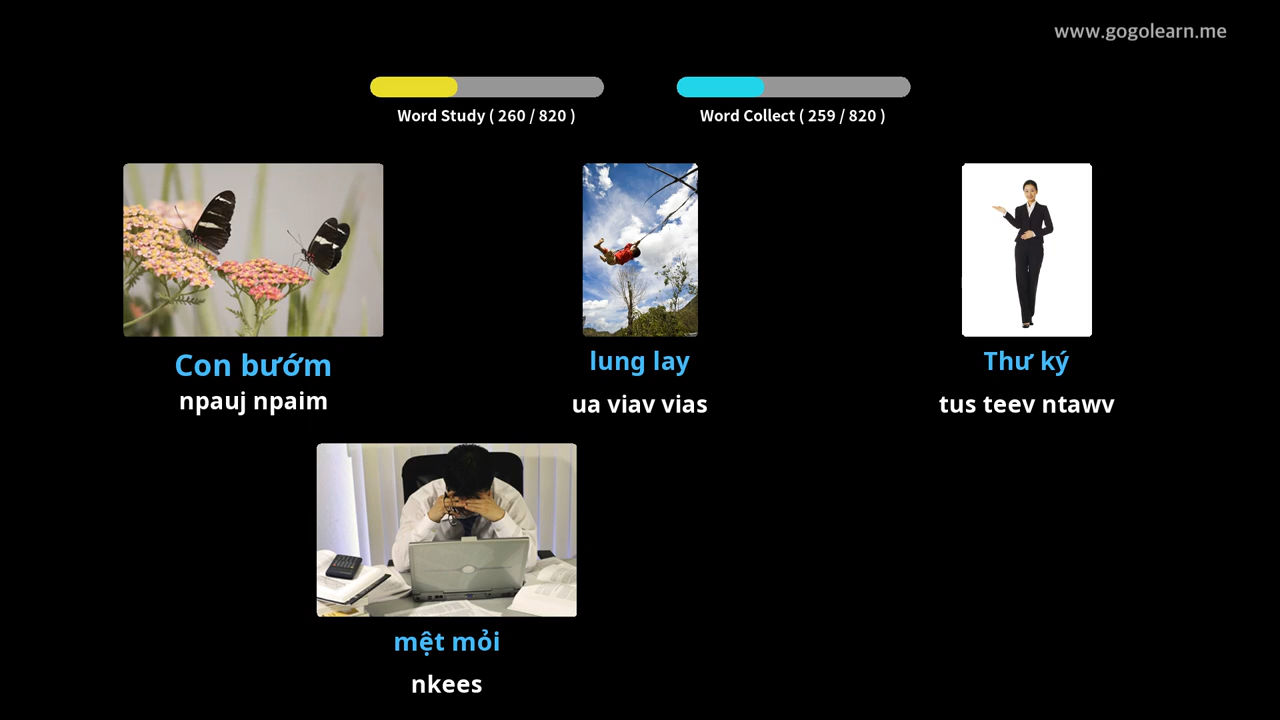 www.gogolearn.me
Word Study ( 260 / 820 )
Word Collect ( 259 / 820 )
Con bướm
npauj npaim
lung lay
ua viav vias
Thư ký
tus teev ntawv
mệt mỏi
nkees